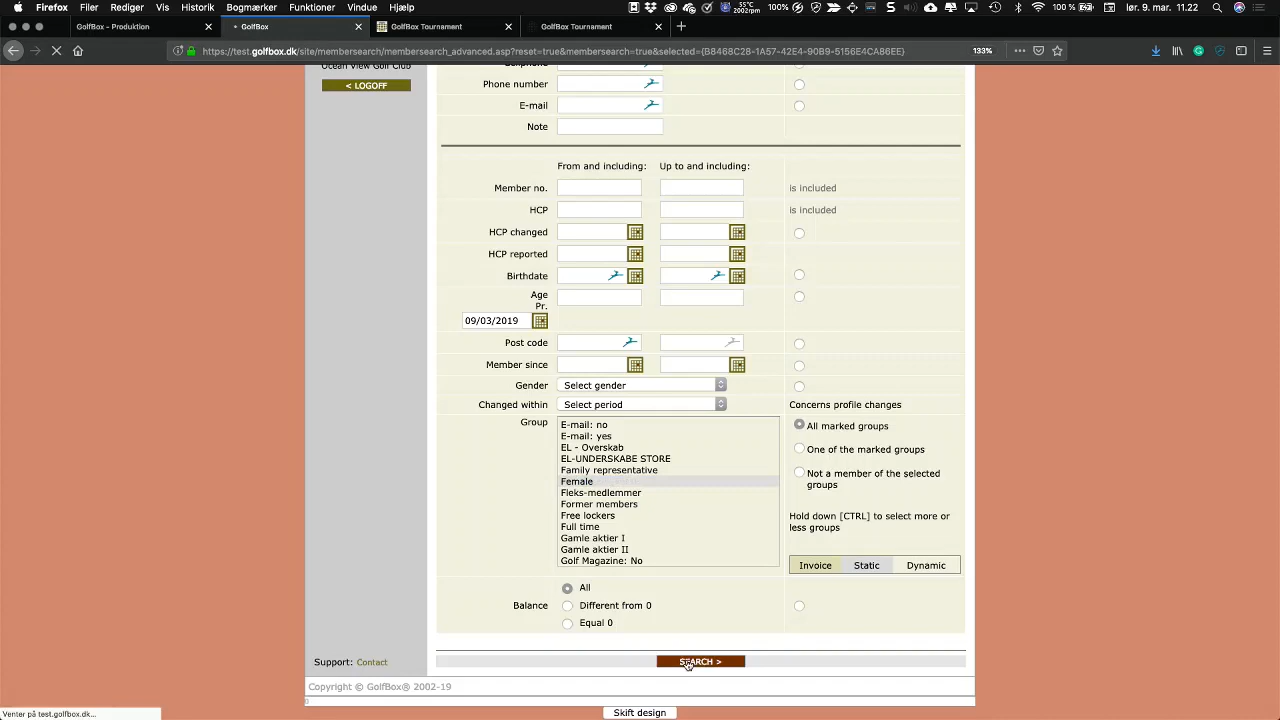 Firefox Filer Rediger Vis Historik Bogmærker Funktioner Vindue Hjælp 55°C 2000rpm 100% lør. 9. mar. 11.22
GolfBox - Produktion GolfBox GolfBox Tournament GolfBox Tournament
https://test.golfbox.dk/site/membersearch/membersearch_advanced.asp?reset=true&membersearch=true&selected={B8468C28-1A57-42E4-90B9-5156E4CA86EE} 133%
Ocean View Golf Club
< LOGOFF
Phone number
E-mail
Note
From and including: Up to and including:
Member no. is included
HCP is included
HCP changed
HCP reported
Birthdate
Age
Pr.
09/03/2019
Post code
Member since
Gender Select gender
Changed within Select period Concerns profile changes
Group
E-mail: no
E-mail: yes
EL - Overskab
EL-UNDERSKABE STORE
Family representative
Female
Fleks-medlemmer
Former members
Free lockers
Full time
Gamle aktier I
Gamle aktier II
Golf Magazine: No
All marked groups
One of the marked groups
Not a member of the selected
groups
Hold down [CTRL] to select more or
less groups
Invoice Static Dynamic
Balance
All
Different from 0
Equal 0
Support: Contact
SEARCH >
Copyright © GolfBox® 2002-19
0
Venter på test.golfbox.dk...
Skift design